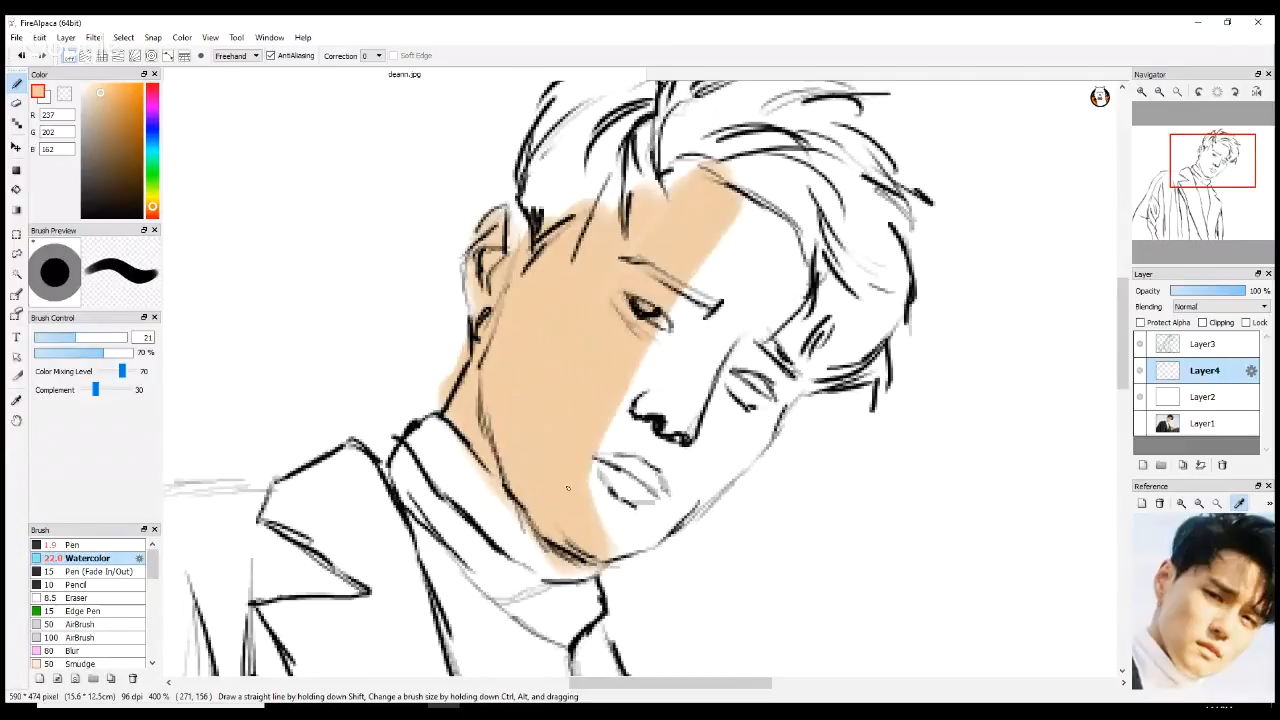 FireAlpaca (64bit)
File Edit Layer Filter Select Snap Color View Tool Window Help
Freehand AntiAliasing Correction 0 Soft Edge
Color
deann.jpg
Navigator
R 237
G 202
B 162
Brush Preview
Brush Control
21
70 %
Color Mixing Level 70
Complement 30
Layer
Opacity 100 %
Blending Normal
Protect Alpha Clipping Lock
Layer3
Layer4
Layer2
Layer1
Reference
Brush
1.9 Pen
22.0 Watercolor
15 Pen (Fade In/Out)
10 Pencil
8.5 Eraser
15 Edge Pen
50 AirBrush
100 AirBrush
80 Blur
50 Smudge
590 * 474 pixel (15.6 * 12.5cm) 96 dpi 400 % ( 271, 156 ) Draw a straight line by holding down Shift, Change a brush size by holding down Ctrl, Alt, and dragging